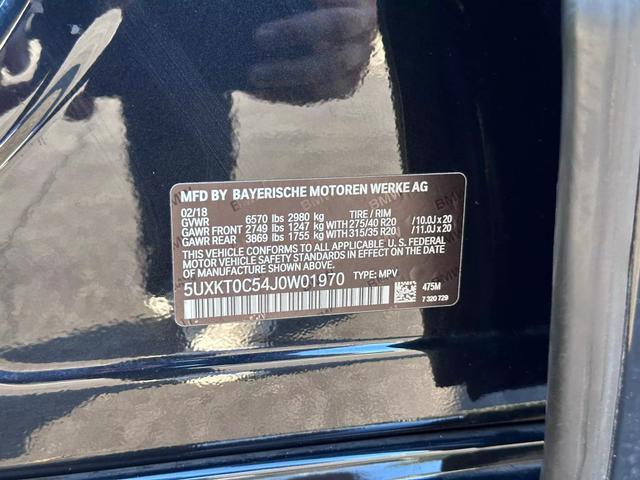 MFD BY BAYERISCHE MOTOREN WERKE AG
02/18
GVWR 6570 lbs 2980 kg TIRE / RIM
GAWR FRONT 2749 lbs 1247 kg WITH 275/40 R20 /10.0J x 20
GAWR REAR 3869 lbs 1755 kg WITH 315/35 R20 /11.0J x 20
THIS VEHICLE CONFORMS TO ALL APPLICABLE U. S. FEDERAL
MOTOR VEHICLE SAFETY STANDARDS IN EFFECT ON THE DATE
OF MANUFACTURE SHOWN ABOVE.
5UXKT0C54J0W01970 TYPE: MPV
475M
7 320 729